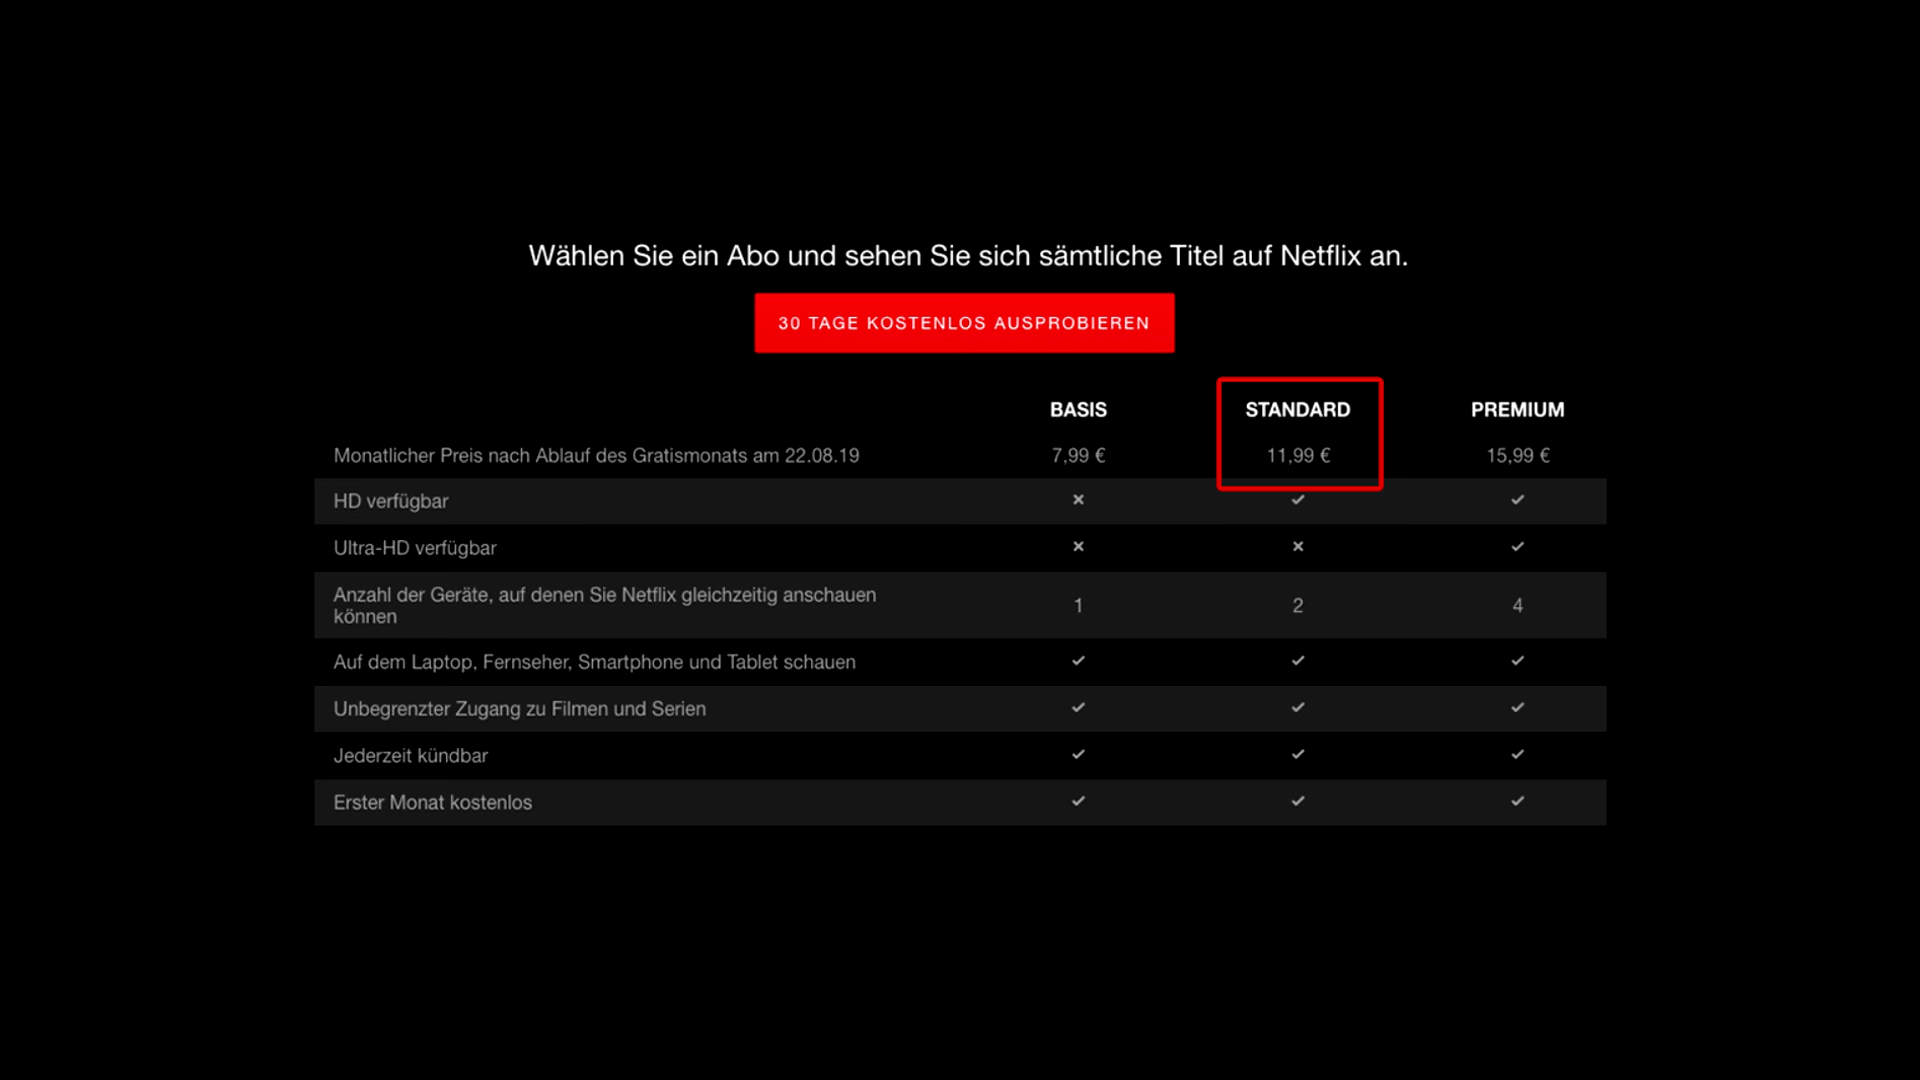 Wählen Sie ein Abo und sehen Sie sich sämtliche Titel auf Netflix an.
30 TAGE KOSTENLOS AUSPROBIEREN
BASIS STANDARD PREMIUM
Monatlicher Preis nach Ablauf des Gratismonats am 22.08.19 7,99 € 11,99 € 15,99 €
HD verfügbar
Ultra-HD verfügbar
Anzahl der Geräte, auf denen Sie Netflix gleichzeitig anschauen
können 1 2 4
Auf dem Laptop, Fernseher, Smartphone und Tablet schauen
Unbegrenzter Zugang zu Filmen und Serien
Jederzeit kündbar
Erster Monat kostenlos